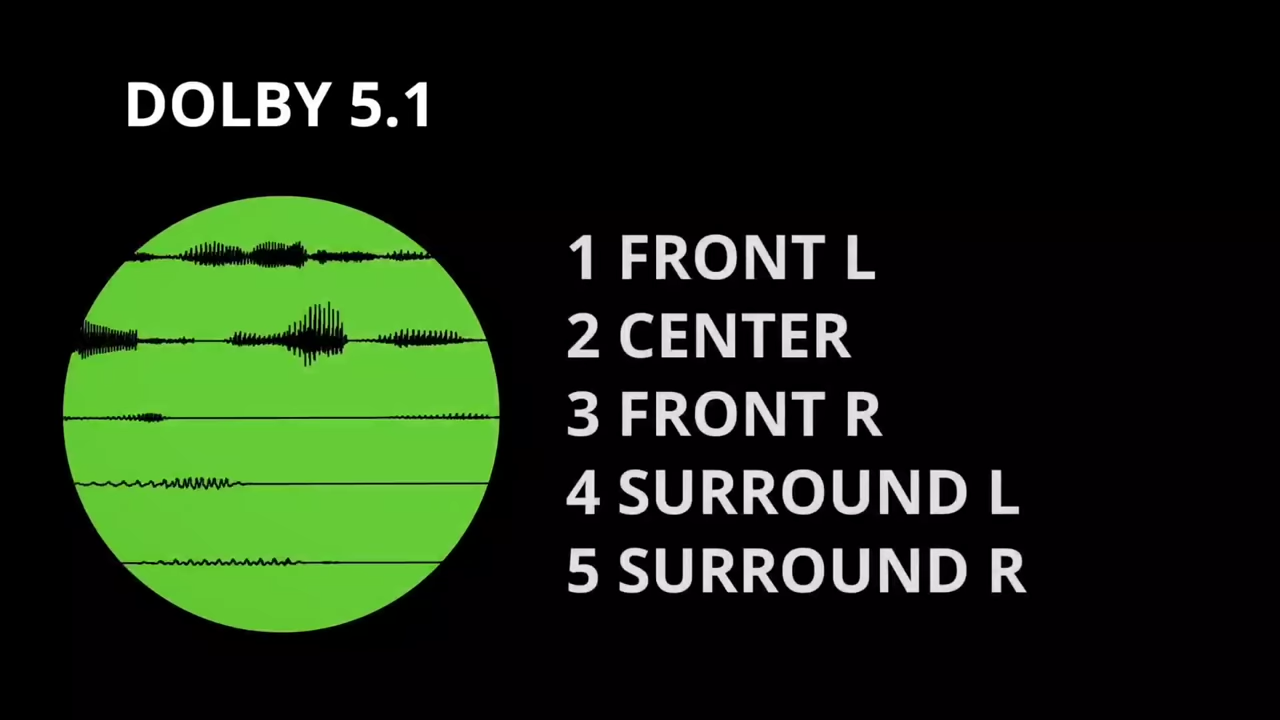 DOLBY 5.1
1 FRONT L
2 CENTER
3 FRONT R
4 SURROUND L
5 SURROUND R